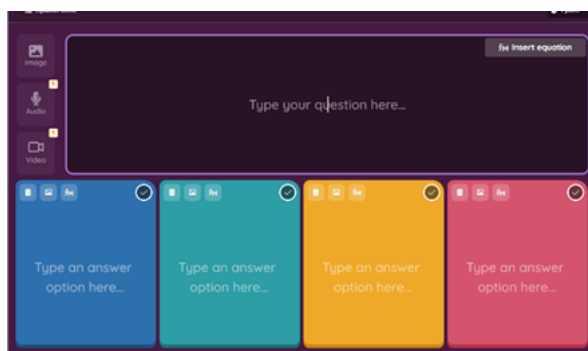 Insert equation
Image
Type your question here...
Audio
Video
Type an answer
option here...
Type an answer
option here...
Type an answer
option here...
Type an answer
option here...